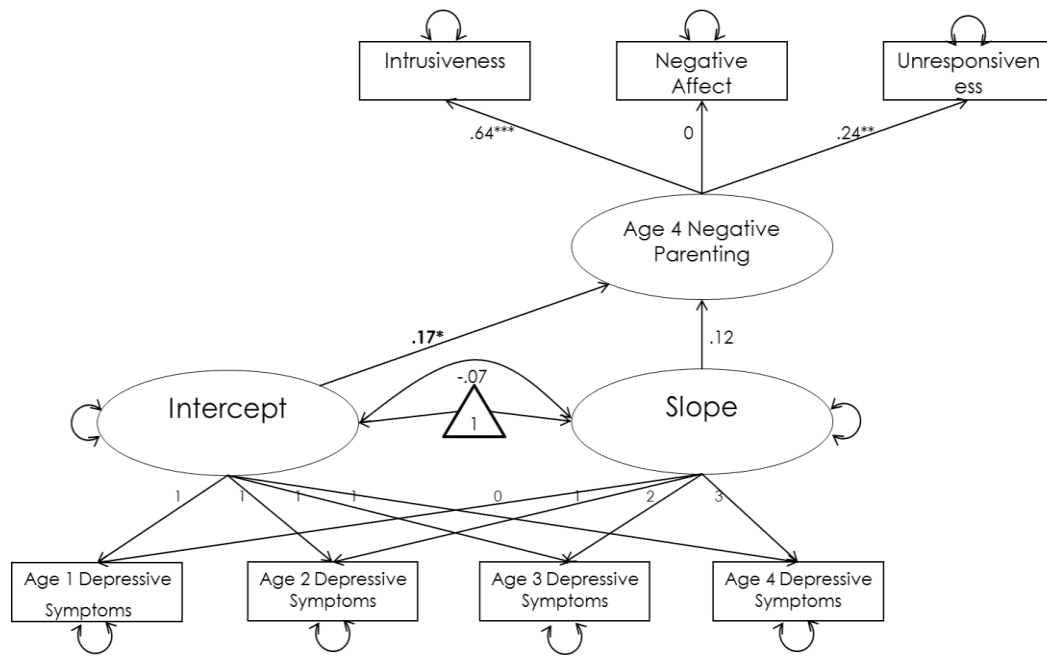 Intrusiveness
Negative
Affect
Unresponsiven
ess
.64***
0
.24**
Age 4 Negative
Parenting
.17*
.12
-.07
Intercept
1
Slope
1
1
1
1
0
1
2
3
Age 1 Depressive
Symptoms
Age 2 Depressive
Symptoms
Age 3 Depressive
Symptoms
Age 4 Depressive
Symptoms